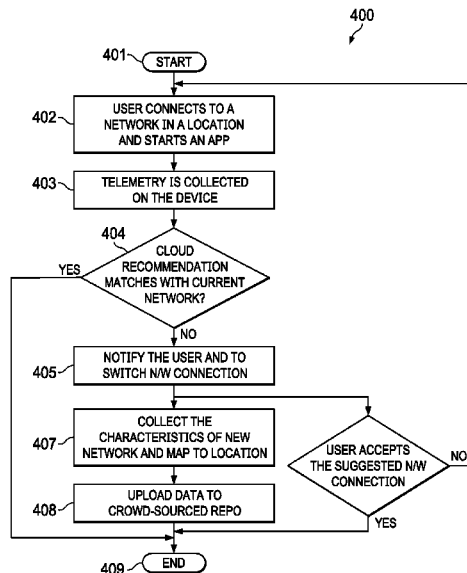 400
401
START
402
USER CONNECTS TO A
NETWORK IN A LOCATION
AND STARTS AN APP
403
TELEMETRY IS COLLECTED
ON THE DEVICE
404
CLOUD
RECOMMENDATION
MATCHES WITH CURRENT
NETWORK?
YES
NO
405
NOTIFY THE USER AND TO
SWITCH N/W CONNECTION
407
COLLECT THE
CHARACTERISTICS OF NEW
NETWORK AND MAP TO LOCATION
USER ACCEPTS
THE SUGGESTED N/W
CONNECTION
NO
YES
408
UPLOAD DATA TO
CROWD-SOURCED REPO
409
END